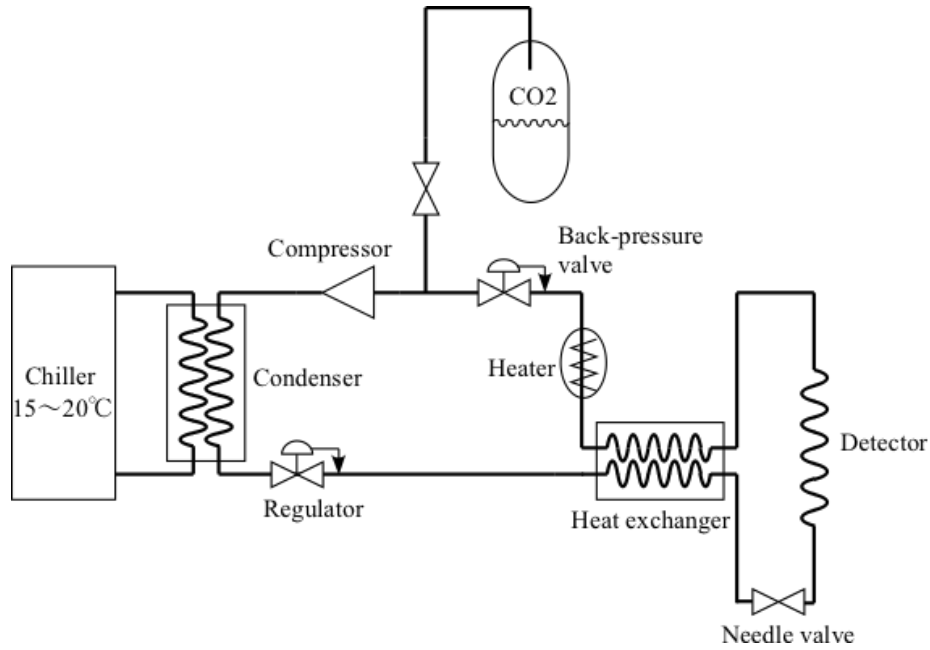 CO2
Compressor
Back-pressure
valve
Chiller
15～20℃
Condenser
Heater
Detector
Regulator
Heat exchanger
Needle valve